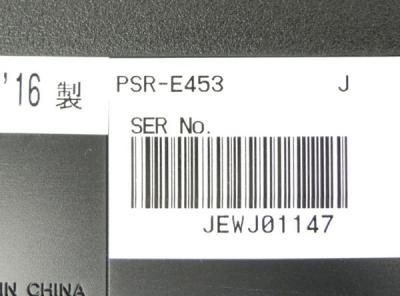 '16 製
PSR-E453 J
SER No.
JEWJ01147
IN CHINA